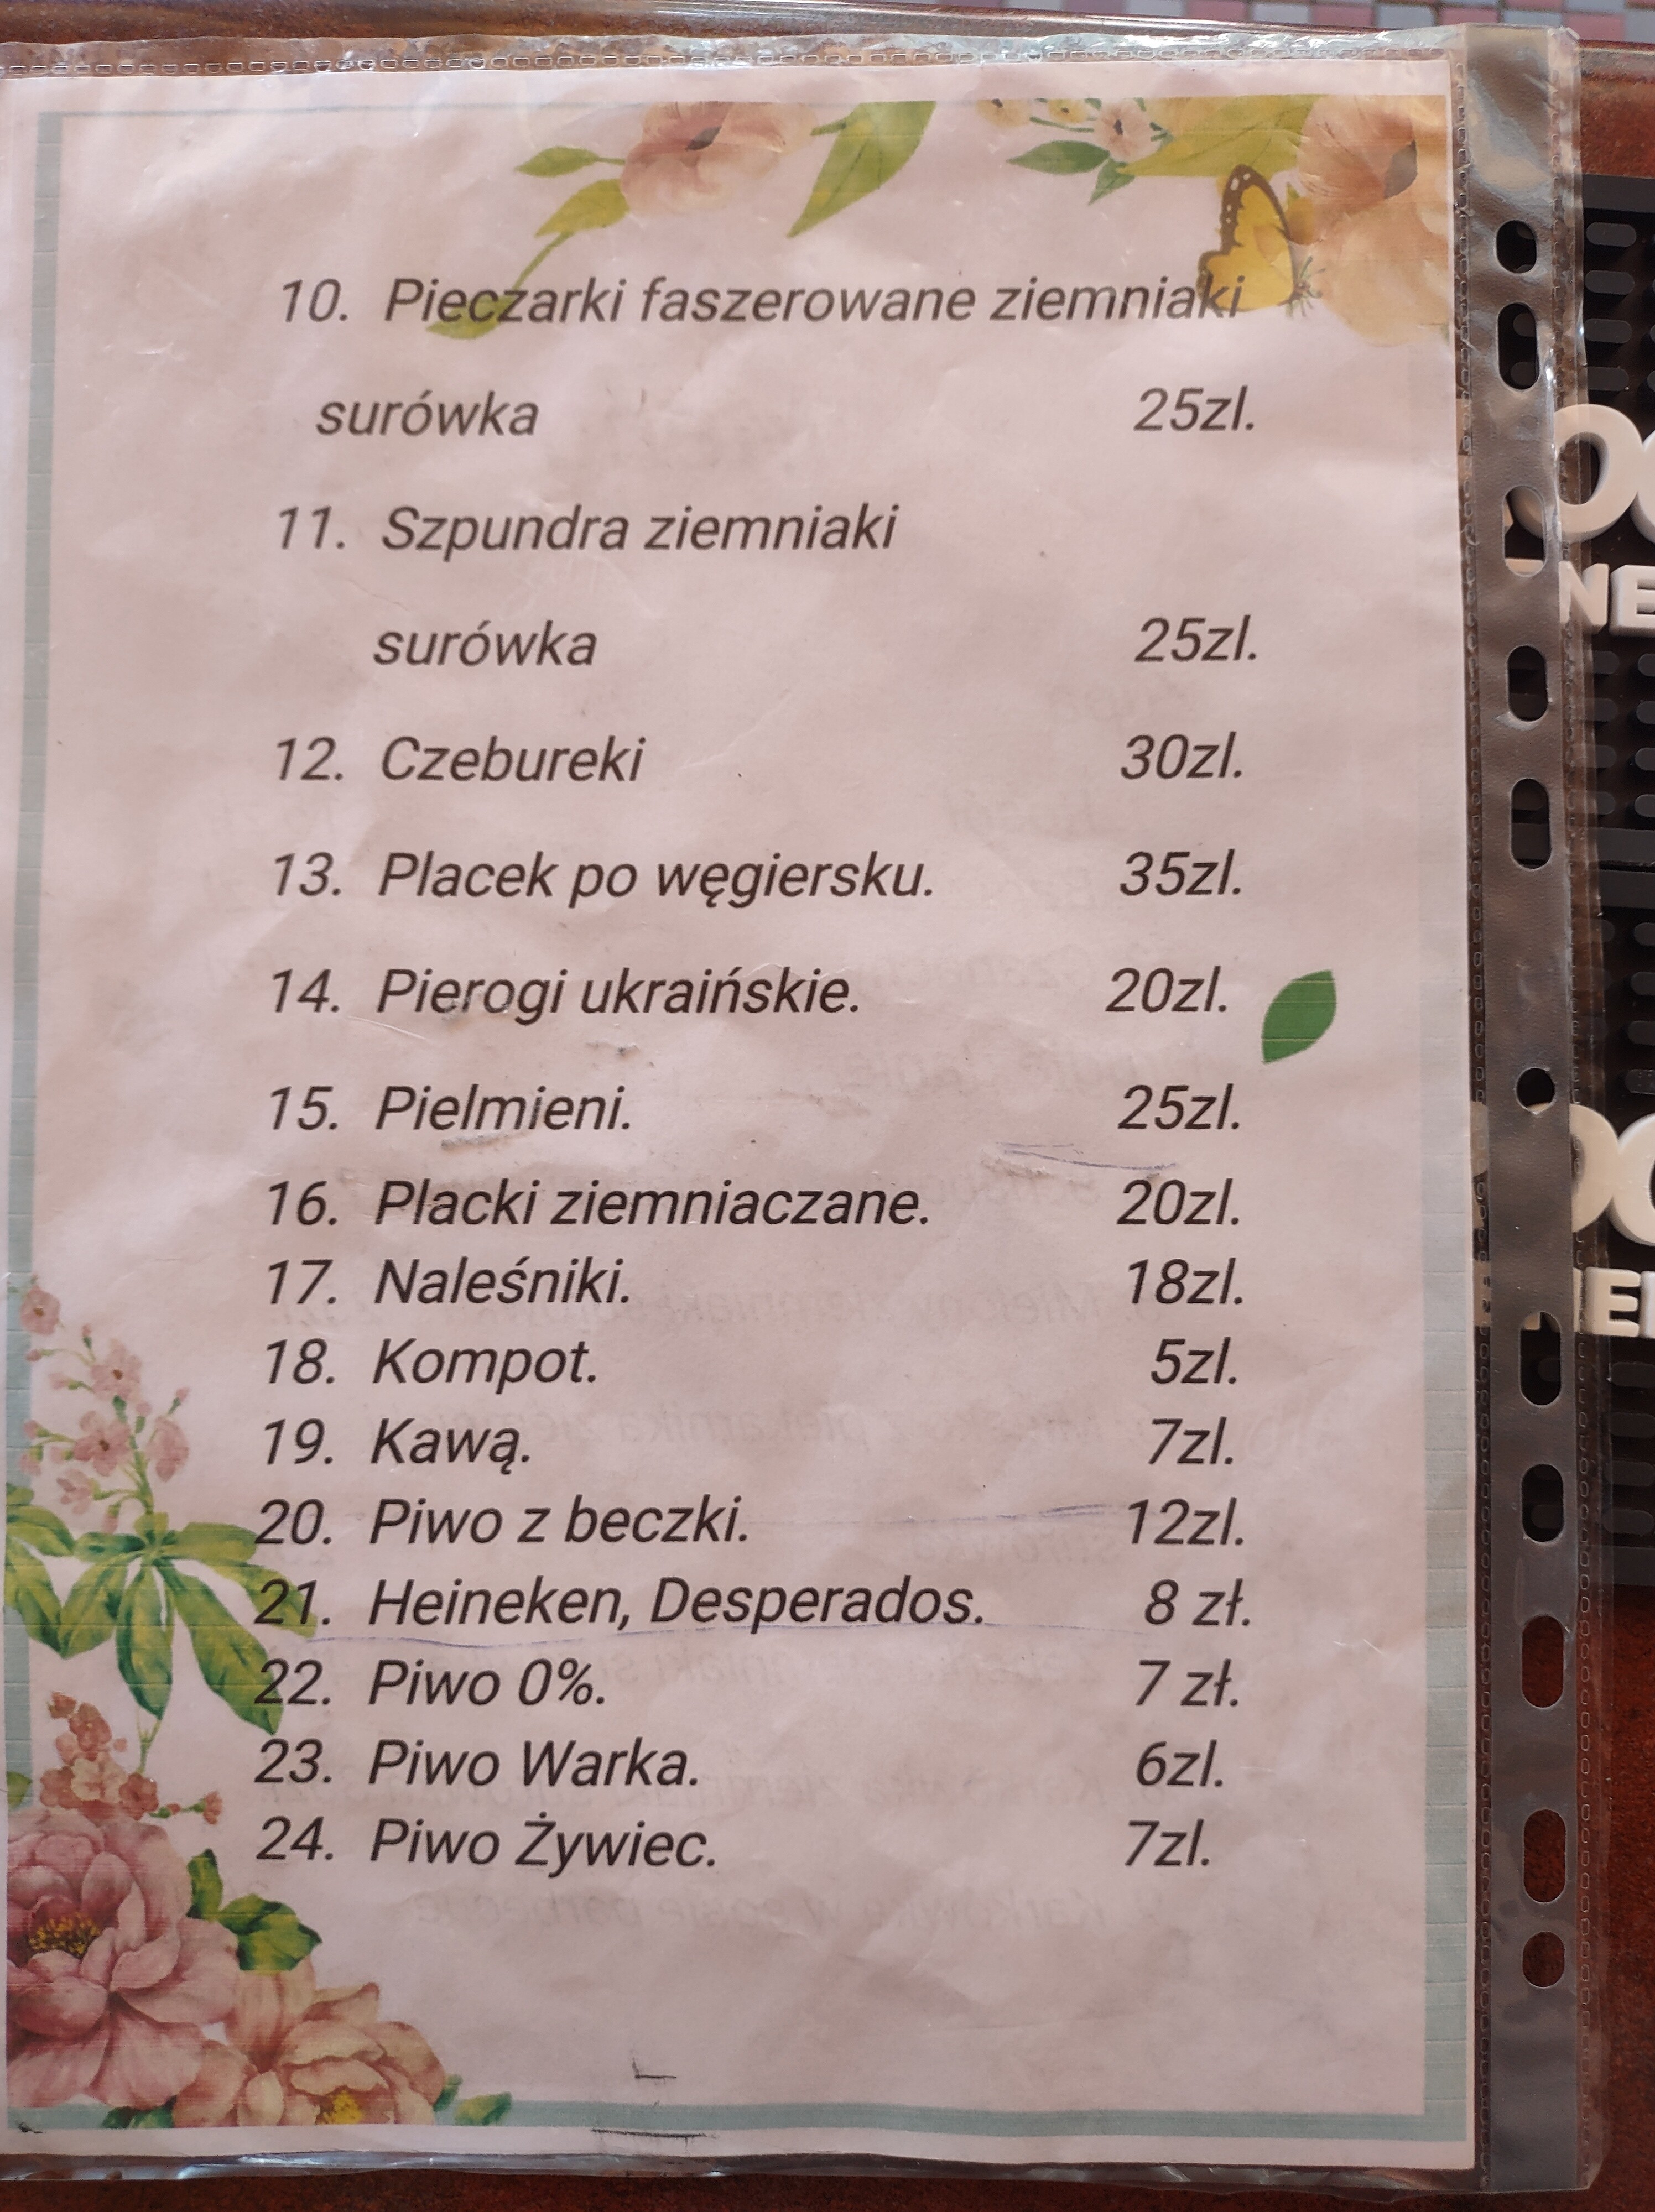 10. Pieczarki faszerowane ziemniaki
surówka 25zl.
11. Szpundra ziemniaki
surówka 25zl.
12. Czebureki 30zl.
13. Placek po węgiersku. 35zl.
14. Pierogi ukraińskie. 20zl.
15. Pielmieni. 25zl.
16. Placki ziemniaczane. 20zl.
17. Naleśniki. 18zl.
18. Kompot. 5zl.
19. Kawą. 7zl.
20. Piwo z beczki. 12zl.
21. Heineken, Desperados. 8 zł.
22. Piwo 0%. 7 zł.
23. Piwo Warka. 6zl.
24. Piwo Żywiec. 7zl.